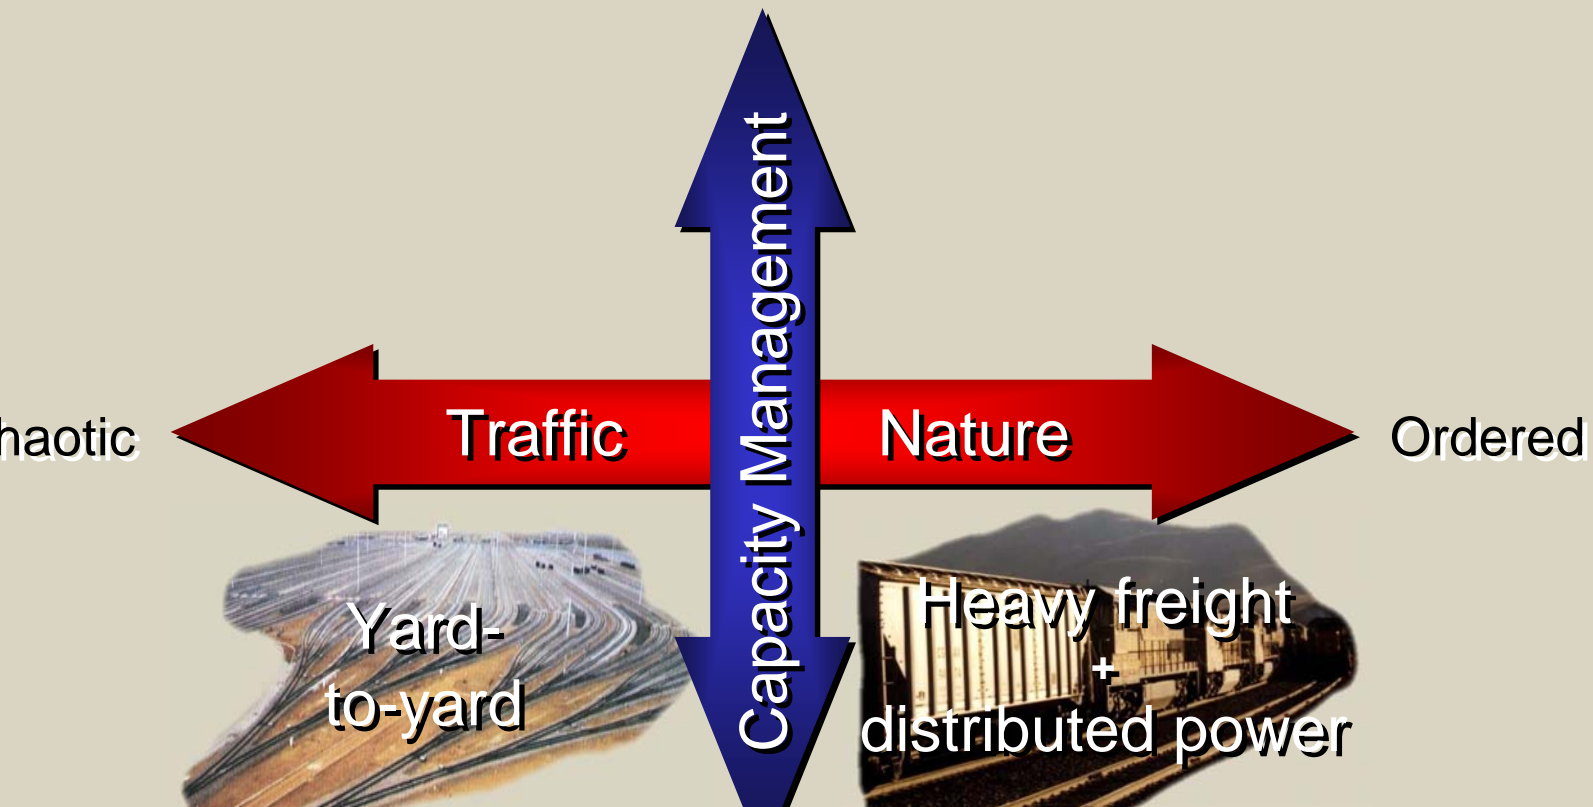 Capacity Management
haotic
Traffic
Nature
Ordered
Yard-
to-yard
Heavy freight
+
distributed power